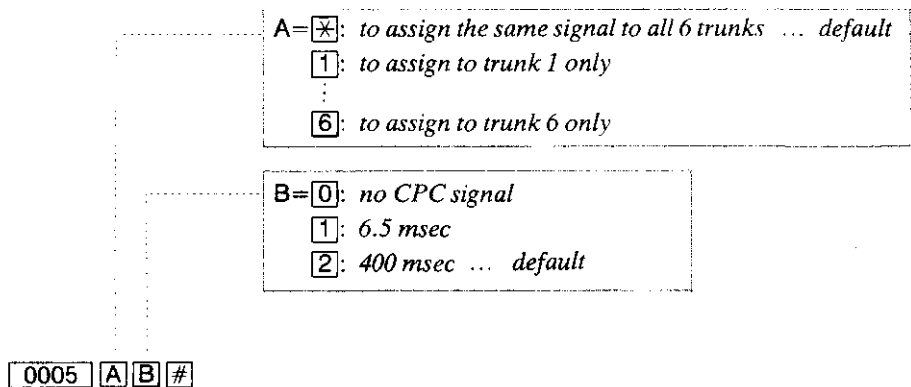 A=[*]: to assign the same signal to all 6 trunks ... default
[1]: to assign to trunk 1 only
⋮
[6]: to assign to trunk 6 only
B=[0]: no CPC signal
[1]: 6.5 msec
[2]: 400 msec ... default
[0005] [A] [B] [#]